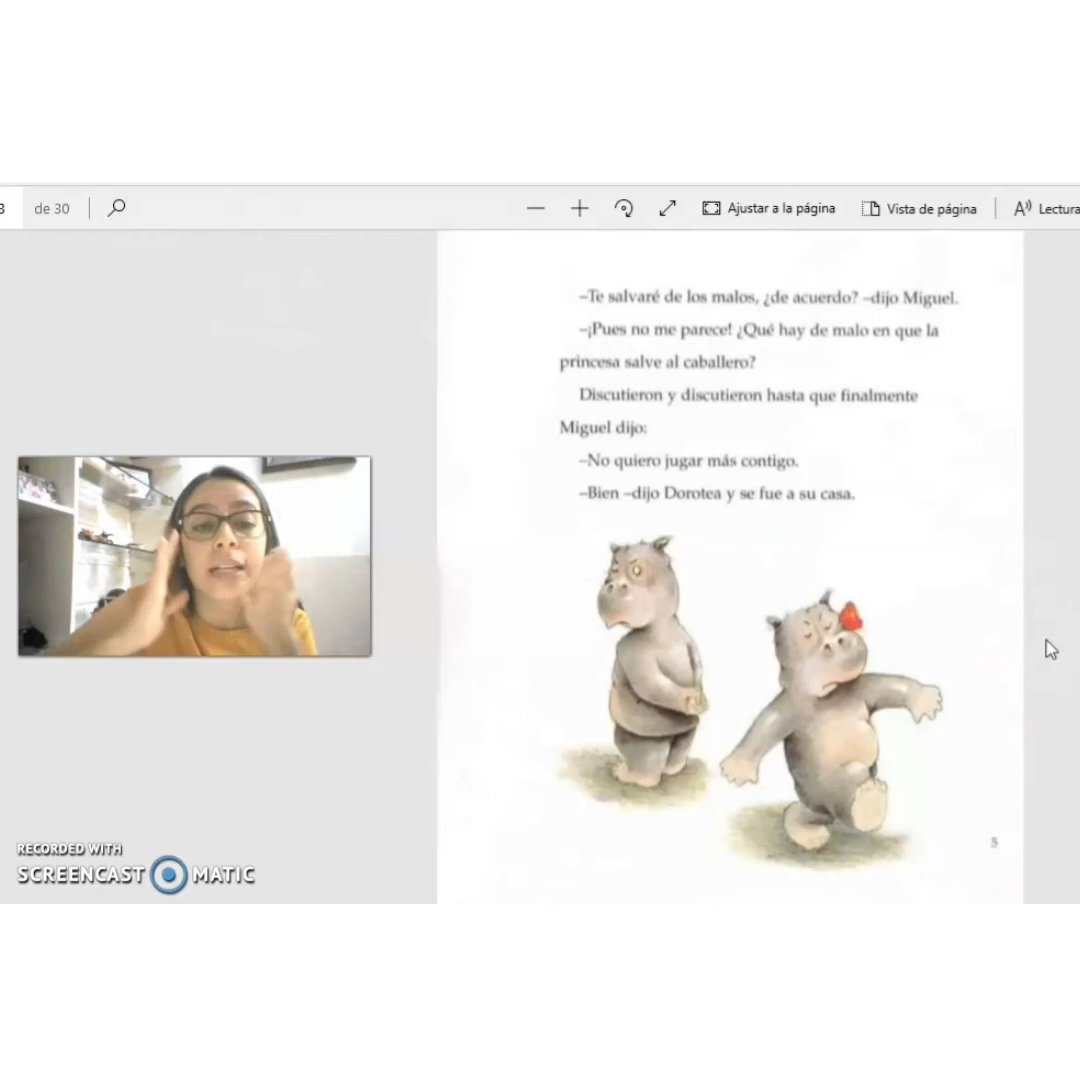 8 de 30
Ajustar a la página
Vista de página
Lectura
–Te salvaré de los malos, ¿de acuerdo? –dijo Miguel.
–¡Pues no me parece! ¿Qué hay de malo en que la
princesa salve al caballero?
Discutieron y discutieron hasta que finalmente
Miguel dijo:
–No quiero jugar más contigo.
–Bien –dijo Dorotea y se fue a su casa.
5
RECORDED WITH
SCREENCAST MATIC